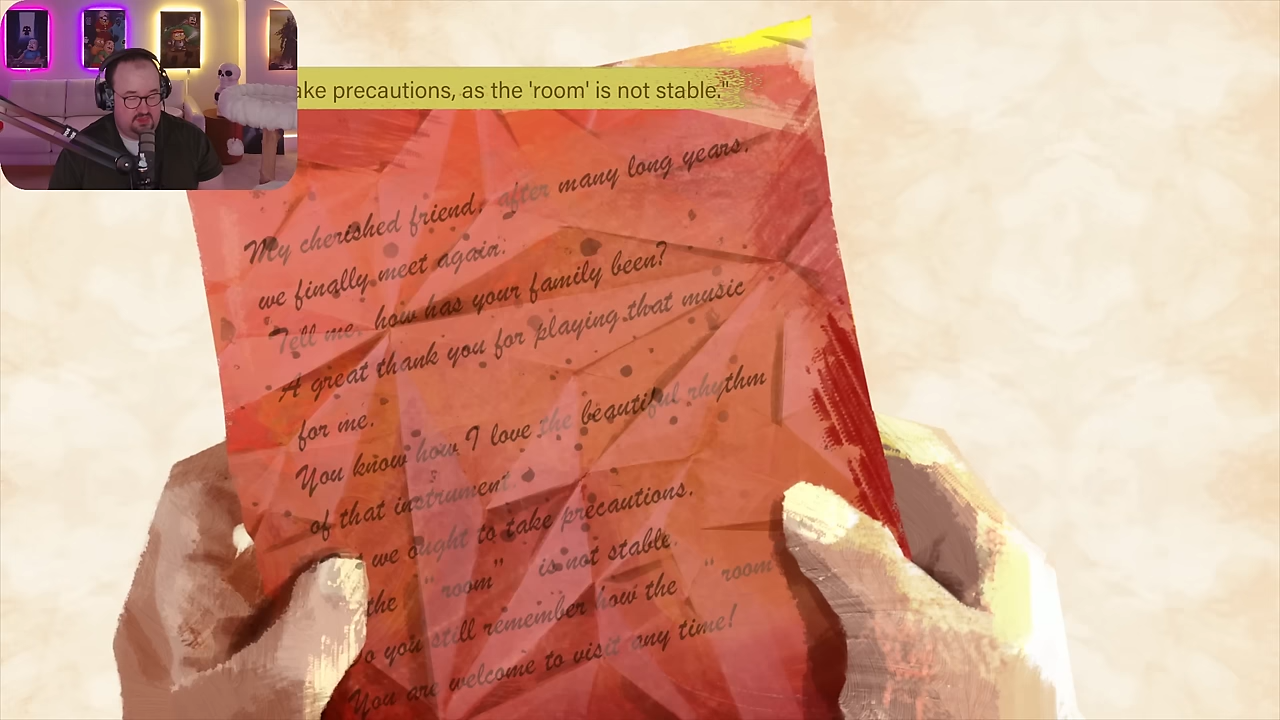 ake precautions, as the 'room' is not stable."
My cherished friend, after many long years,
we finally meet again.
Tell me, how has your family been?
A great thank you for playing that music
for me.
You know how I love the beautiful rhythm
of that instrument.
we ought to take precautions.
the "room" is not stable.
o you still remember how the "room
You are welcome to visit any time!